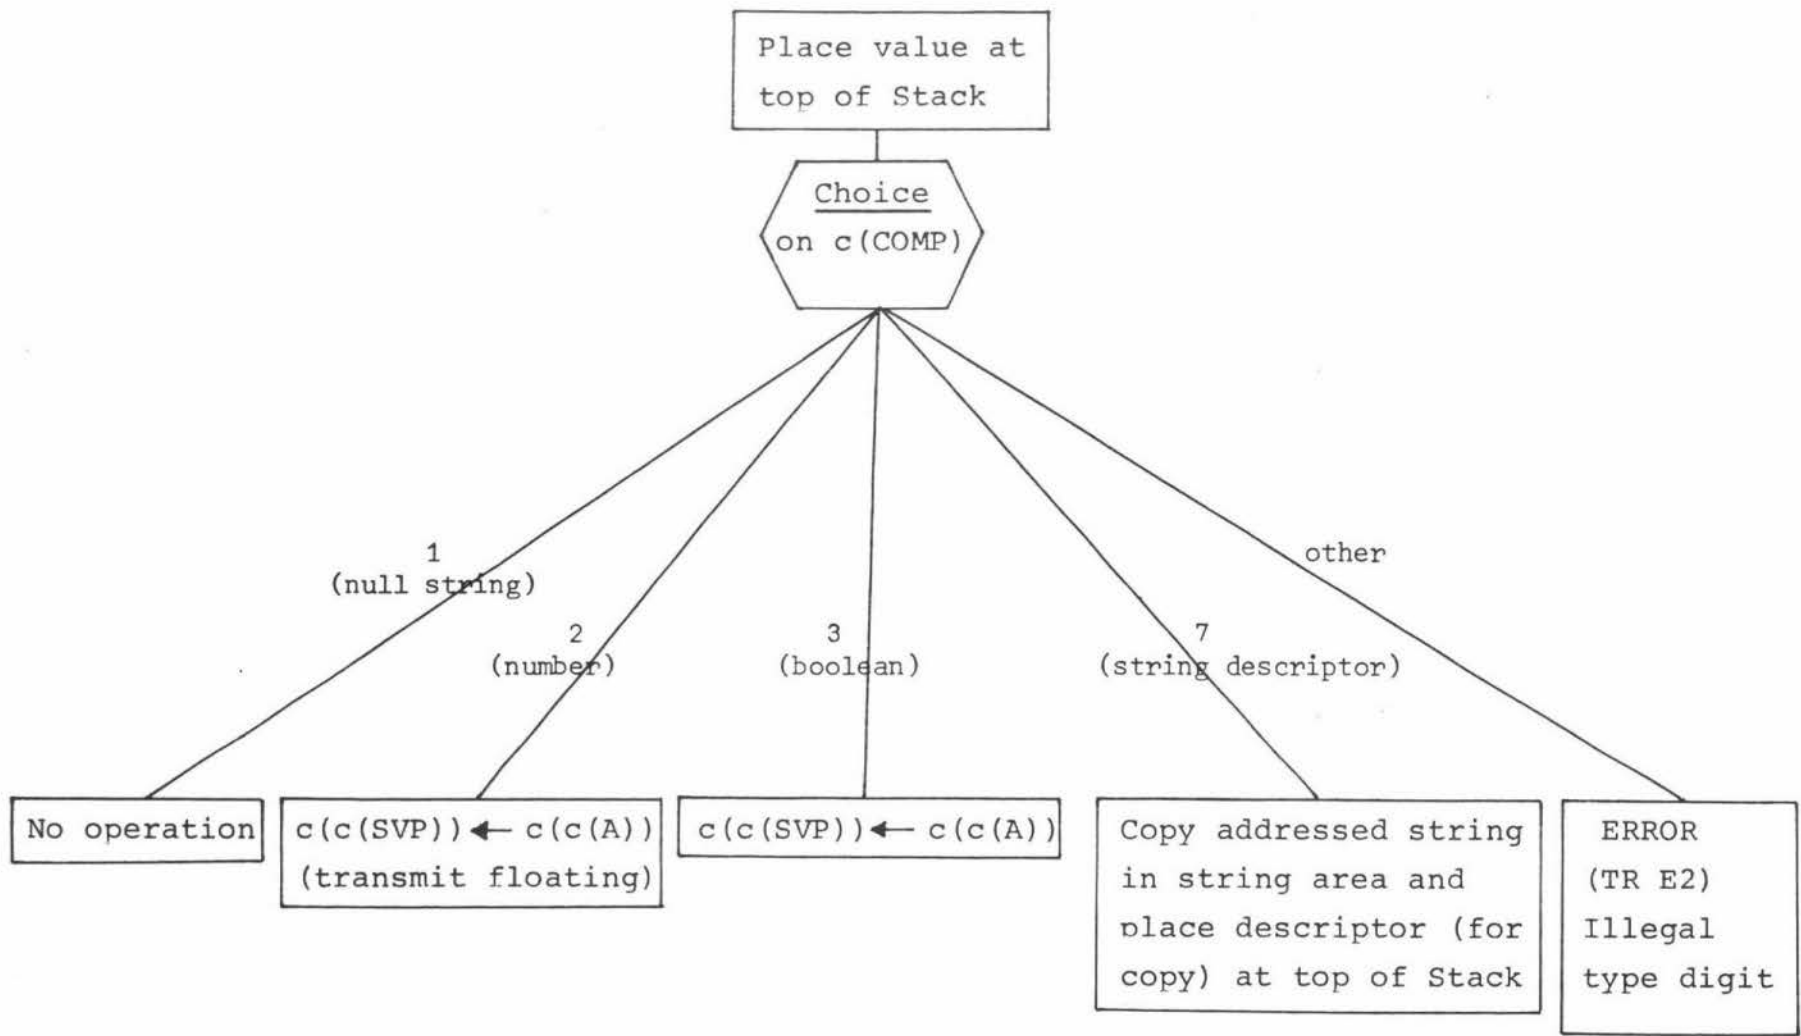 Place value at
top of Stack
Choice
on c(COMP)
1
(null string)
2
(number)
3
(boolean)
7
(string descriptor)
other
No operation
c(c(SVP)) ← c(c(A))
(transmit floating)
c(c(SVP)) ← c(c(A))
Copy addressed string
in string area and
place descriptor (for
copy) at top of Stack
ERROR
(TR E2)
Illegal
type digit